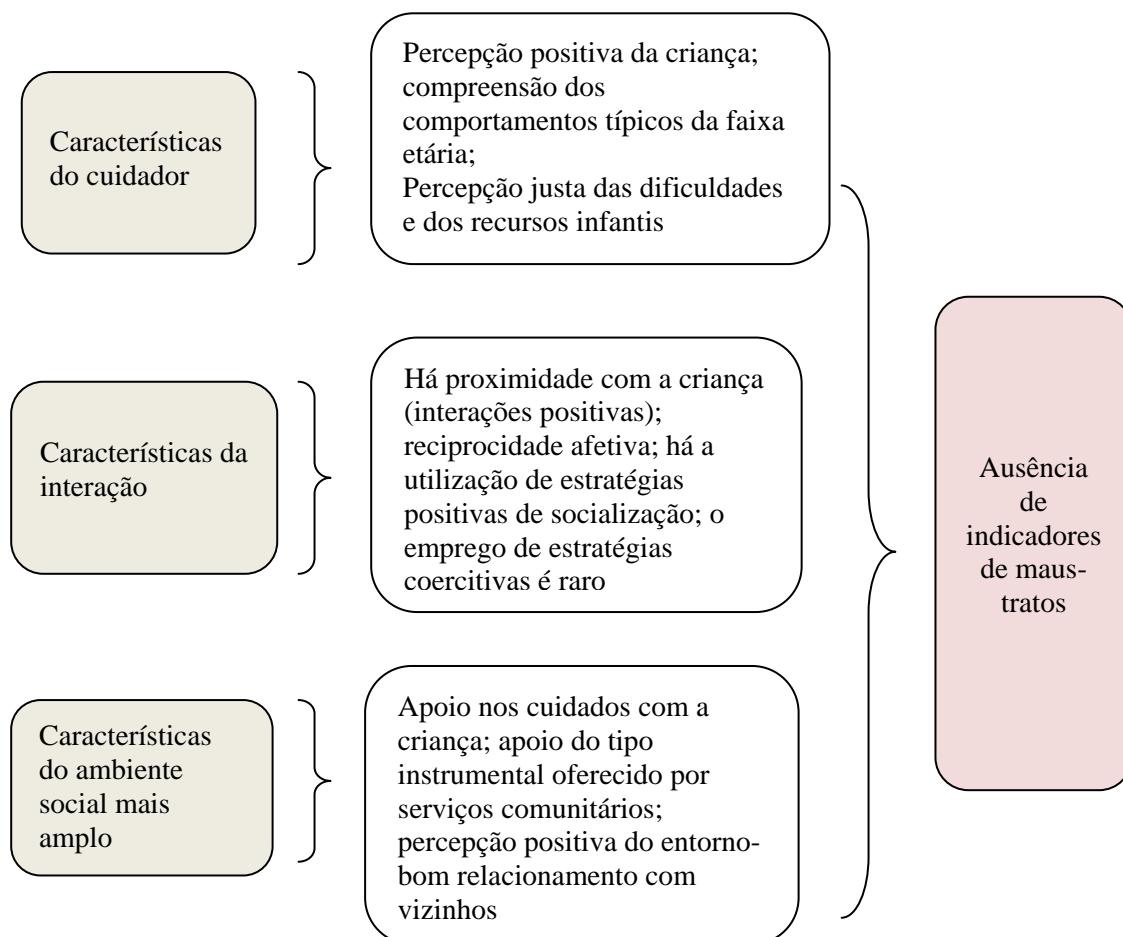 Características
do cuidador
Percepção positiva da criança;
compreensão dos
comportamentos típicos da faixa
etária;
Percepção justa das dificuldades
e dos recursos infantis
Características da
interação
Há proximidade com a criança
(interações positivas);
reciprocidade afetiva; há a
utilização de estratégias
positivas de socialização; o
emprego de estratégias
coercitivas é raro
Características
do ambiente
social mais
amplo
Apoio nos cuidados com a
criança; apoio do tipo
instrumental oferecido por
serviços comunitários;
percepção positiva do entorno-
bom relacionamento com
vizinhos
Ausência
de
indicadores
de maus-
tratos